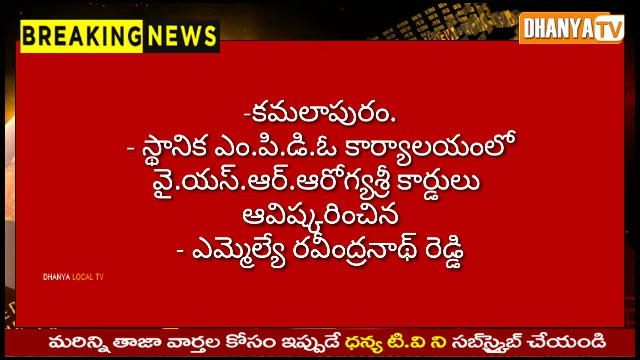 BREAKING NEWS
DHANYA TV
-కమలాపురం.
- స్థానిక ఎం.పి.డి.ఓ కార్యాలయంలో
వై.యస్.ఆర్.ఆరోగ్యశ్రీ కార్డులు
ఆవిష్కరించిన
- ఎమ్మెల్యే రవీంద్రనాథ్ రెడ్డి
DHANYA LOCAL TV
మరిన్ని తాజా వార్తల కోసం ఇప్పుడే ధన్య టి.వి ని సబ్‌స్క్రైబ్ చేయండి